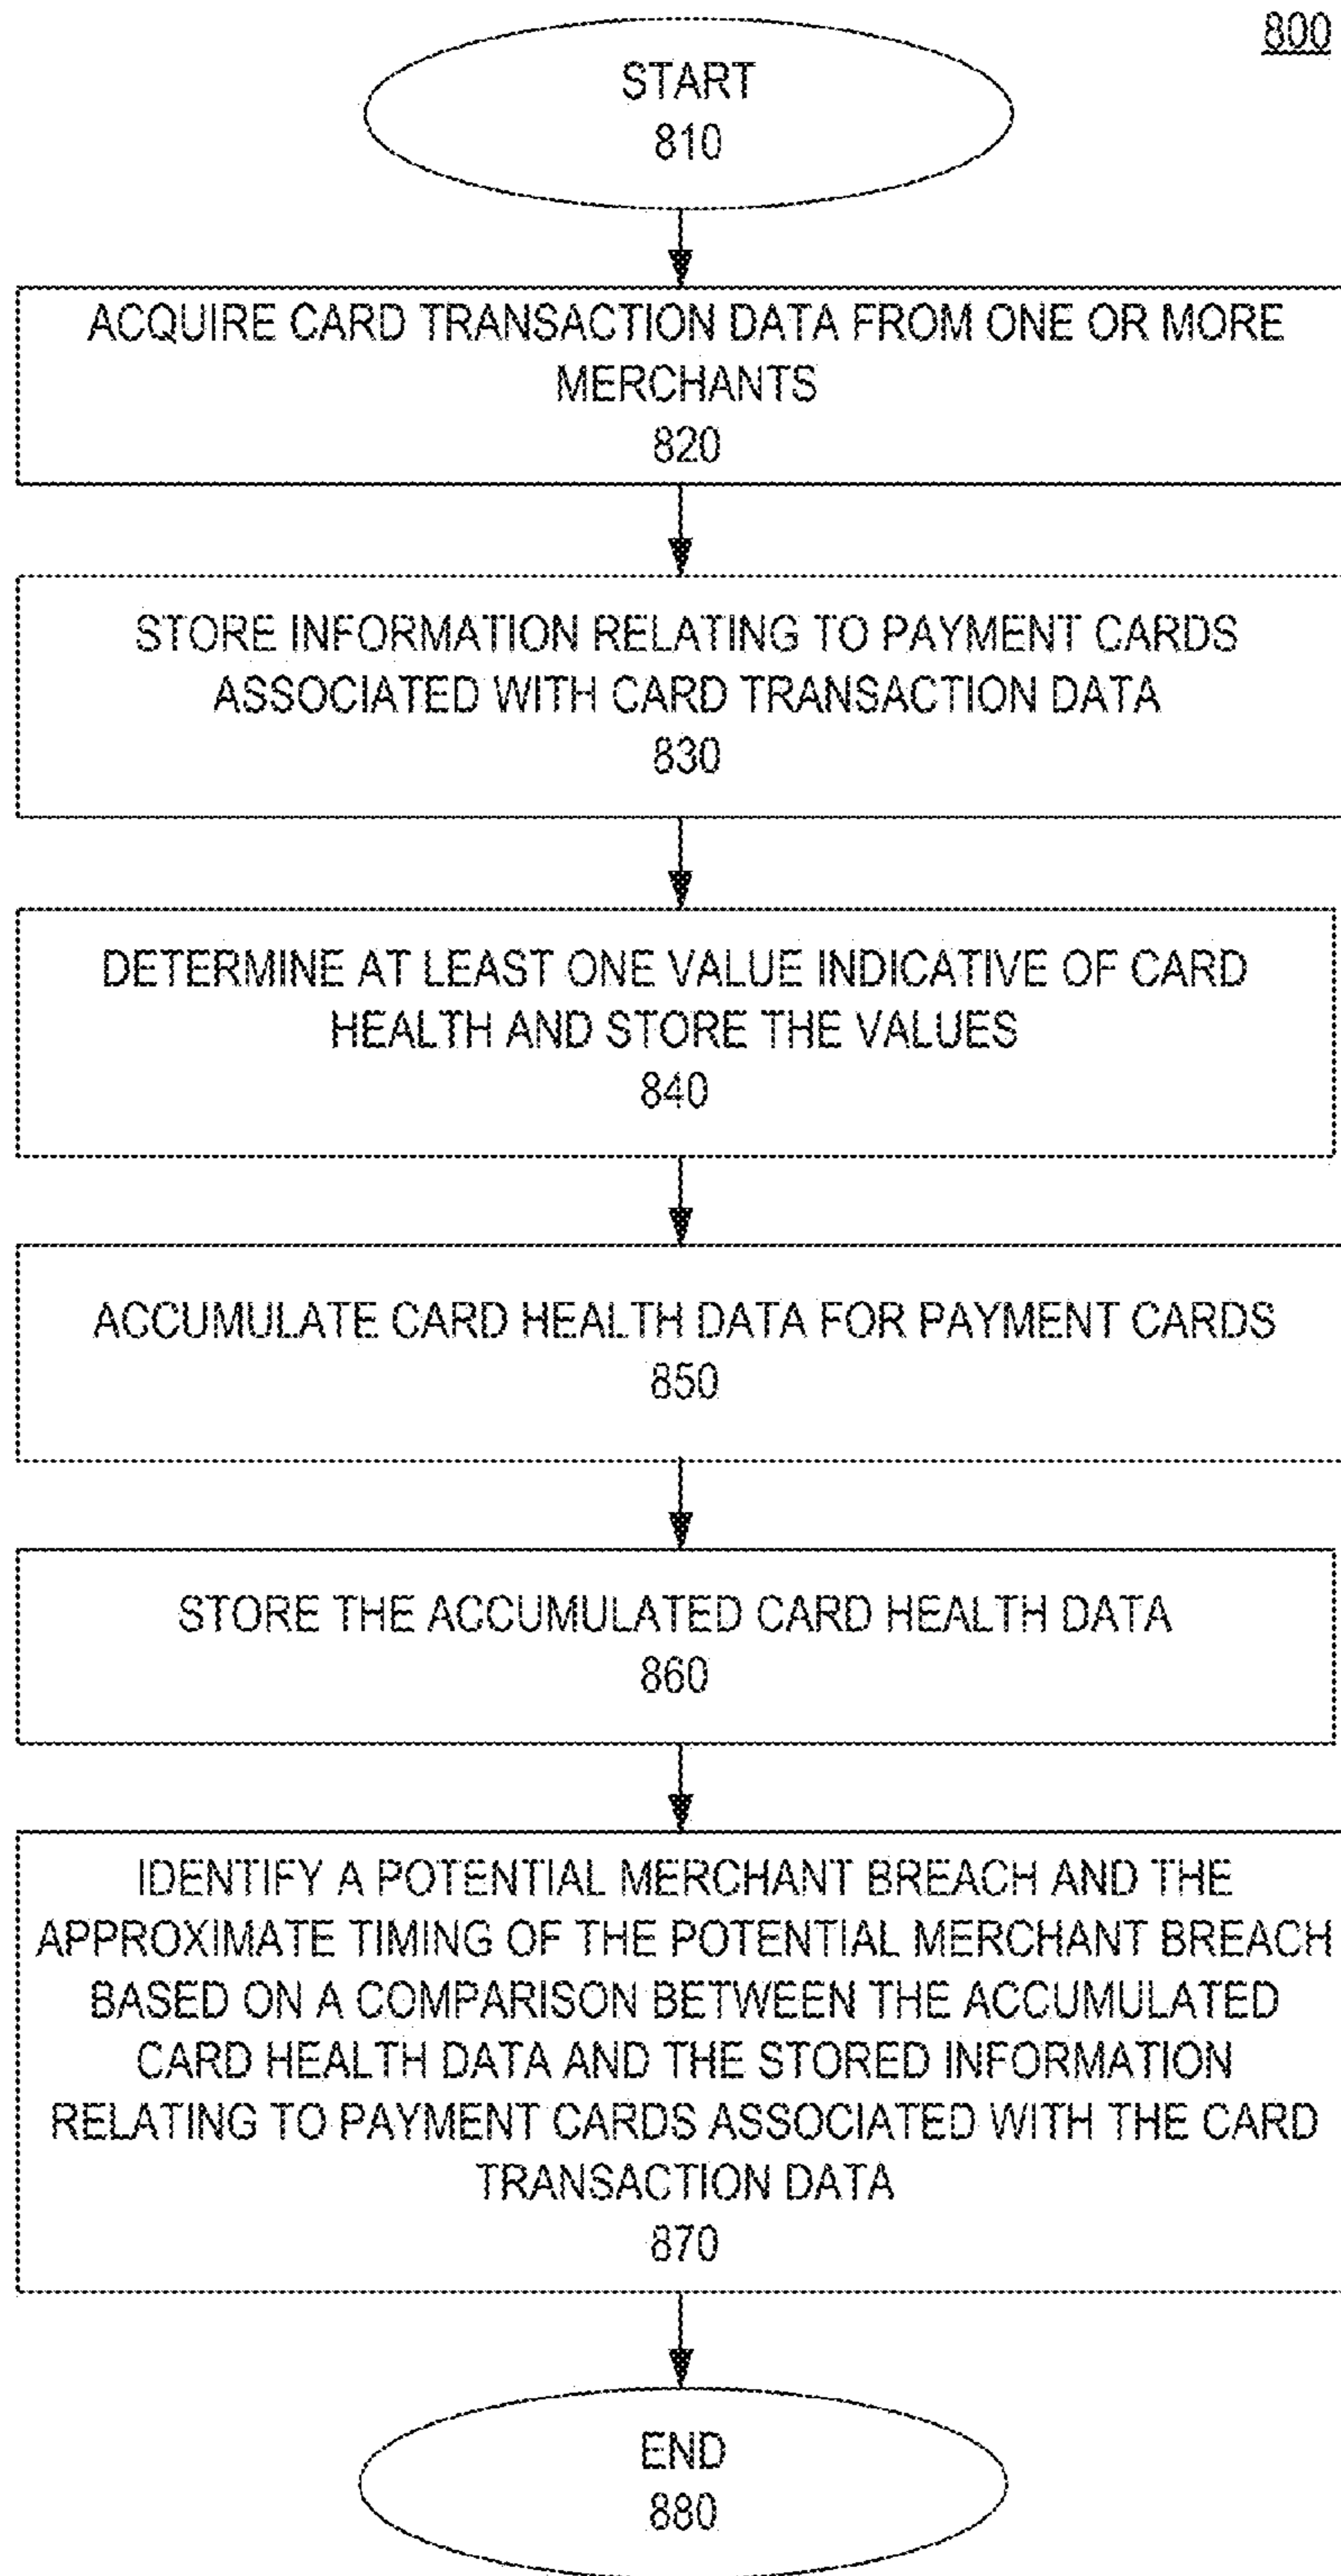 800
START
810
ACQUIRE CARD TRANSACTION DATA FROM ONE OR MORE
MERCHANTS
820
STORE INFORMATION RELATING TO PAYMENT CARDS
ASSOCIATED WITH CARD TRANSACTION DATA
830
DETERMINE AT LEAST ONE VALUE INDICATIVE OF CARD
HEALTH AND STORE THE VALUES
840
ACCUMULATE CARD HEALTH DATA FOR PAYMENT CARDS
850
STORE THE ACCUMULATED CARD HEALTH DATA
860
IDENTIFY A POTENTIAL MERCHANT BREACH AND THE
APPROXIMATE TIMING OF THE POTENTIAL MERCHANT BREACH
BASED ON A COMPARISON BETWEEN THE ACCUMULATED
CARD HEALTH DATA AND THE STORED INFORMATION
RELATING TO PAYMENT CARDS ASSOCIATED WITH THE CARD
TRANSACTION DATA
870
END
880